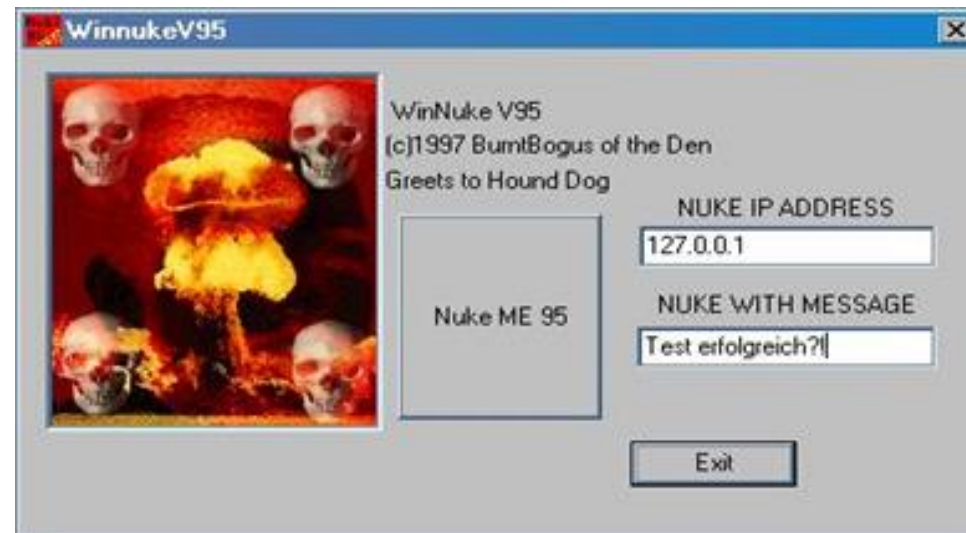 WinnukeV95
WinNuke V95
(c)1997 BurntBogus of the Den
Greets to Hound Dog
NUKE IP ADDRESS
127.0.0.1
Nuke ME 95
NUKE WITH MESSAGE
Test erfolgreich?!
Exit